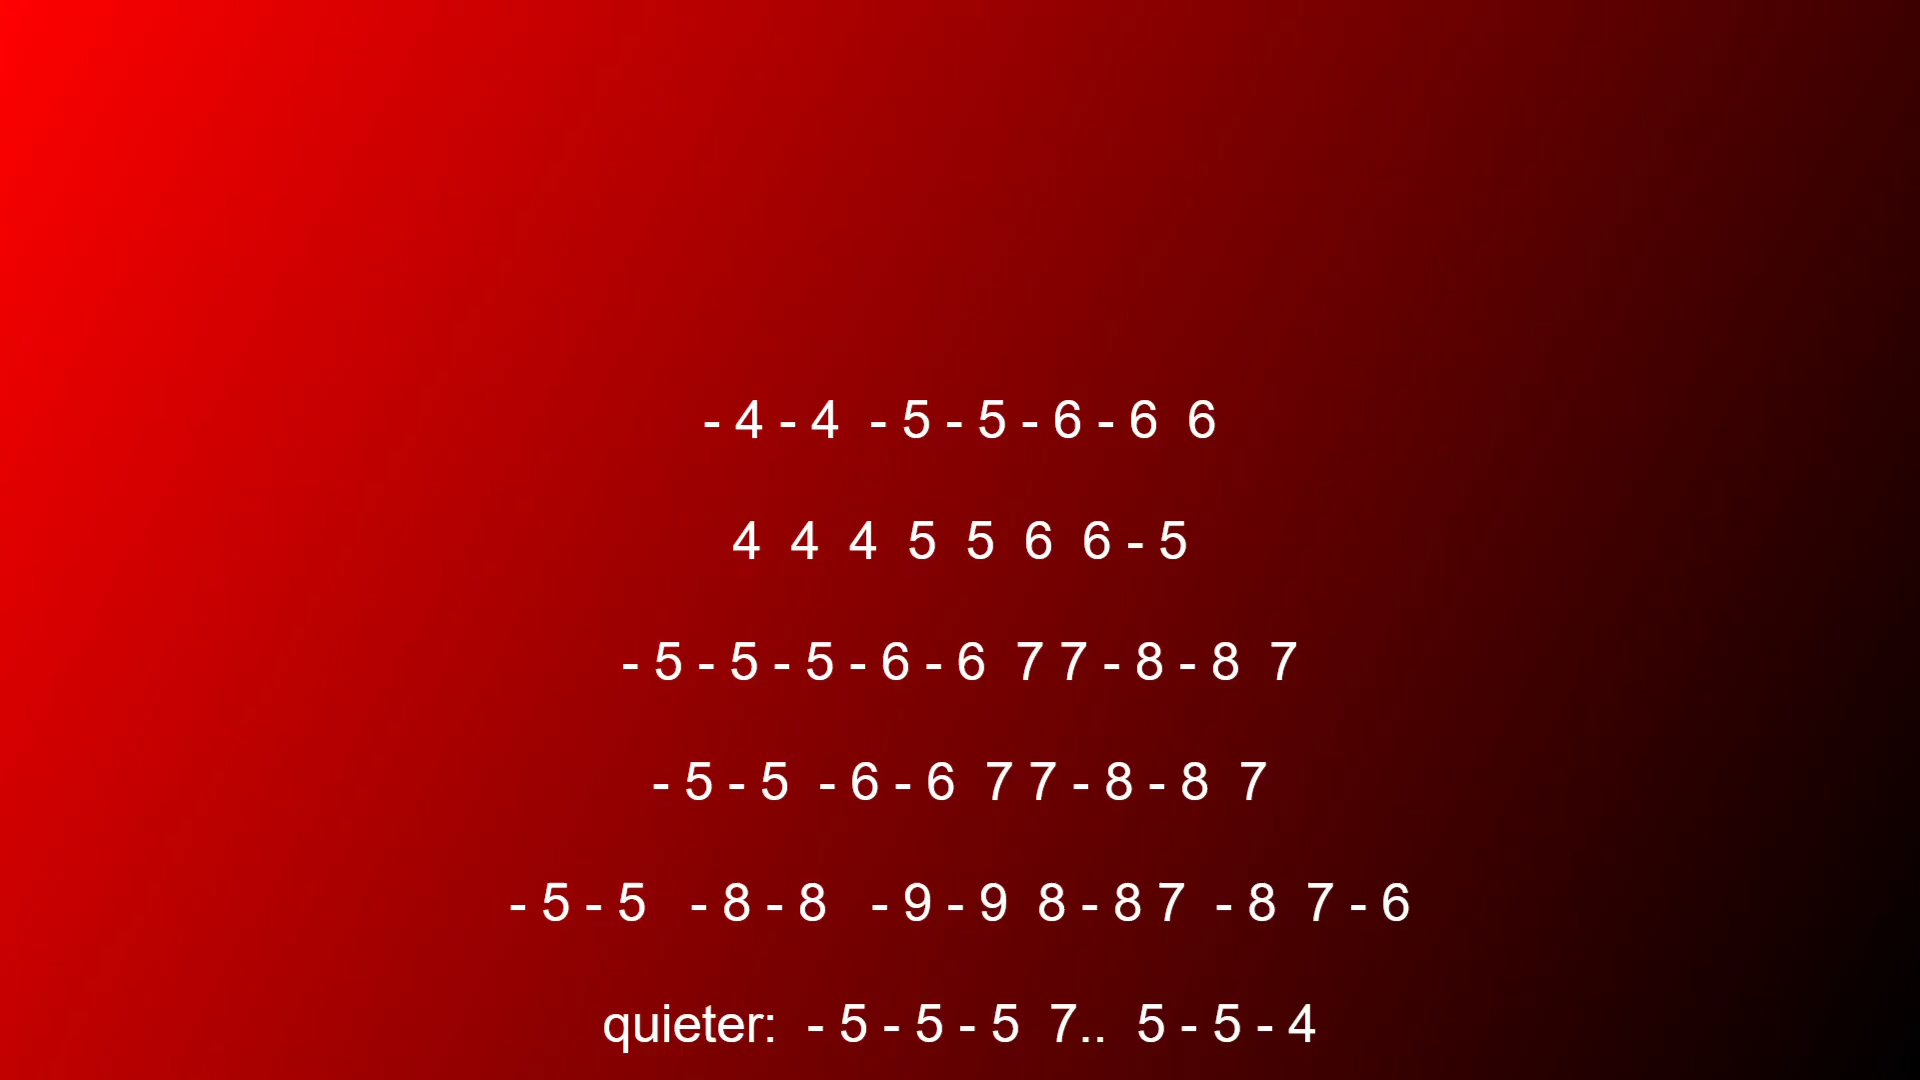 - 4 - 4  - 5 - 5 - 6 - 6  6
4  4  4  5  5  6  6 - 5
- 5 - 5 - 5 - 6 - 6  7 7 - 8 - 8  7
- 5 - 5  - 6 - 6  7 7 - 8 - 8  7
- 5 - 5   - 8 - 8   - 9 - 9  8 - 8 7  - 8  7 - 6
quieter:  - 5 - 5 - 5  7..  5 - 5 - 4